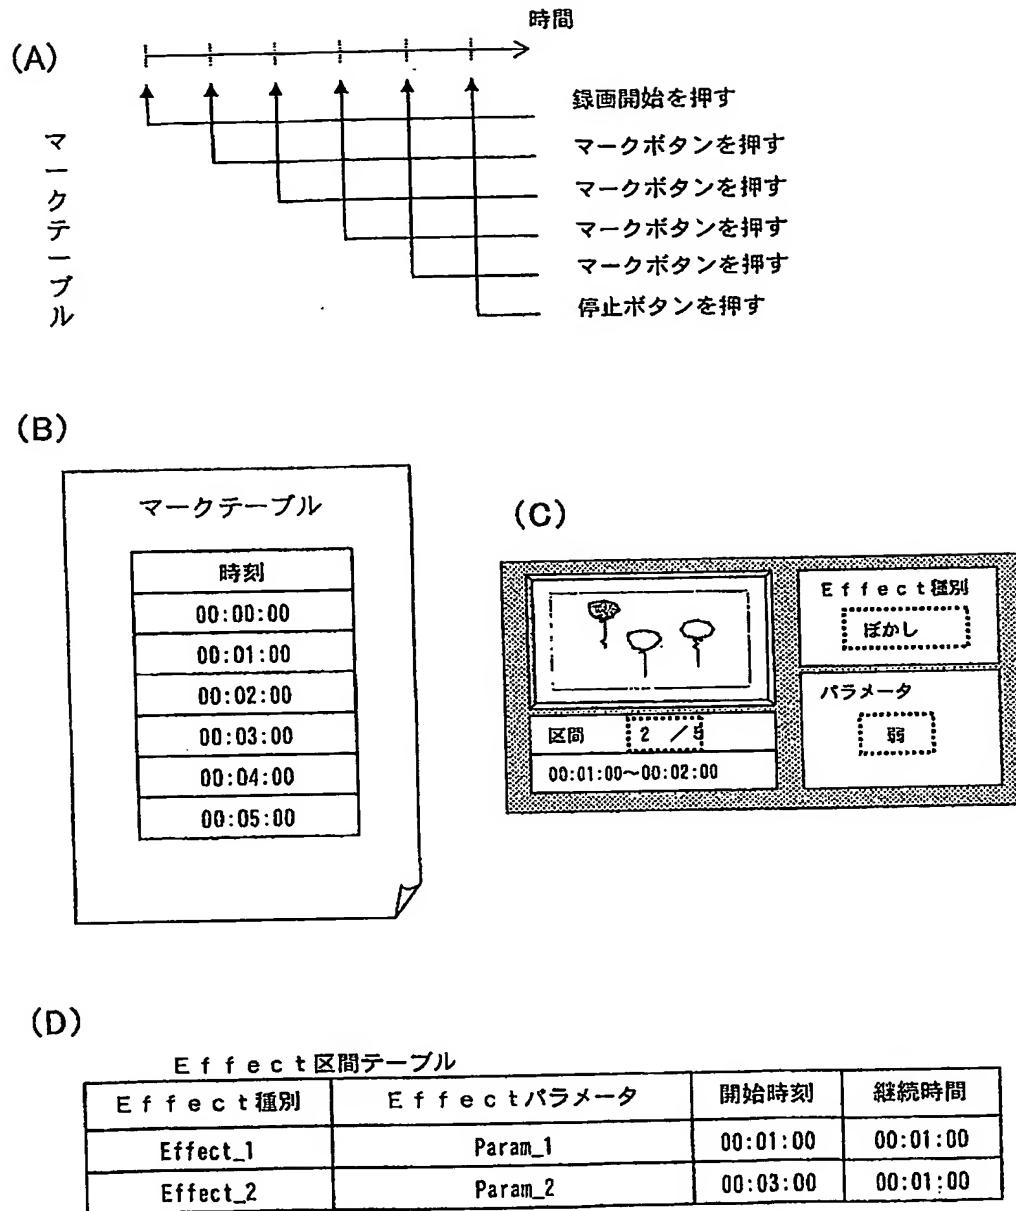 時間
(A)
マークテーブル
録画開始を押す
マークボタンを押す
マークボタンを押す
マークボタンを押す
マークボタンを押す
停止ボタンを押す
(B)
マークテーブル
時刻
00:00:00
00:01:00
00:02:00
00:03:00
00:04:00
00:05:00
(C)
Effect種別
ぼかし
パラメータ
弱
区間 2 / 5
00:01:00~00:02:00
(D)
Effect区間テーブル
Effect種別 Effectパラメータ 開始時刻 継続時間
Effect_1 Param_1 00:01:00 00:01:00
Effect_2 Param_2 00:03:00 00:01:00